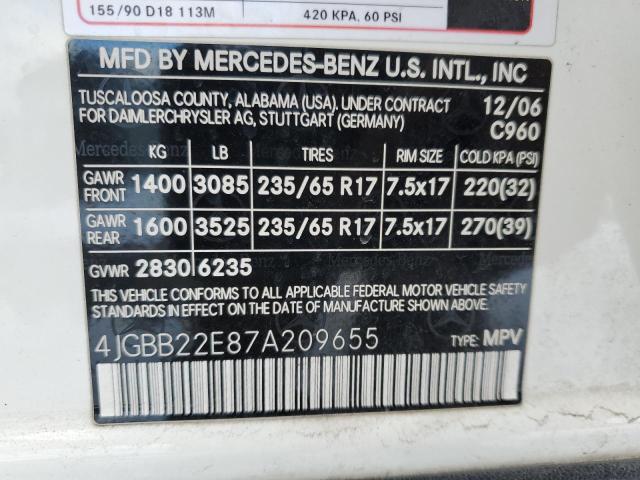 155/90 D18 113M 420 KPA, 60 PSI
MFD BY MERCEDES-BENZ U.S. INTL., INC
TUSCALOOSA COUNTY, ALABAMA (USA). UNDER CONTRACT 12/06
FOR DAIMLERCHRYSLER AG, STUTTGART (GERMANY) C960
KG LB TIRES RIM SIZE COLD KPA (PSI)
GAWR FRONT 1400 3085 235/65 R17 7.5x17 220(32)
GAWR REAR 1600 3525 235/65 R17 7.5x17 270(39)
GVWR 2830 6235
THIS VEHICLE CONFORMS TO ALL APPLICABLE FEDERAL MOTOR VEHICLE SAFETY
STANDARDS IN EFFECT ON THE DATE OF MANUFACTURE SHOWN ABOVE.
4JGBB22E87A209655 TYPE: MPV